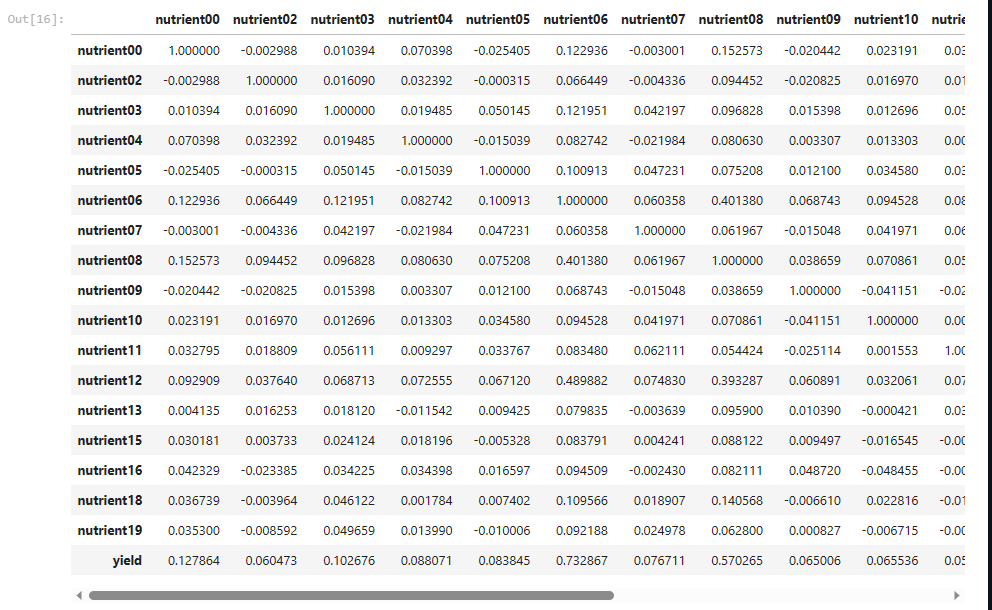 Out[16]:
nutrient00 nutrient02 nutrient03 nutrient04 nutrient05 nutrient06 nutrient07 nutrient08 nutrient09 nutrient10 nutrie
nutrient00 1.000000 -0.002988 0.010394 0.070398 -0.025405 0.122936 -0.003001 0.152573 -0.020442 0.023191 0.03
nutrient02 -0.002988 1.000000 0.016090 0.032392 -0.000315 0.066449 -0.004336 0.094452 -0.020825 0.016970 0.01
nutrient03 0.010394 0.016090 1.000000 0.019485 0.050145 0.121951 0.042197 0.096828 0.015398 0.012696 0.05
nutrient04 0.070398 0.032392 0.019485 1.000000 -0.015039 0.082742 -0.021984 0.080630 0.003307 0.013303 0.00
nutrient05 -0.025405 -0.000315 0.050145 -0.015039 1.000000 0.100913 0.047231 0.075208 0.012100 0.034580 0.03
nutrient06 0.122936 0.066449 0.121951 0.082742 0.100913 1.000000 0.060358 0.401380 0.068743 0.094528 0.08
nutrient07 -0.003001 -0.004336 0.042197 -0.021984 0.047231 0.060358 1.000000 0.061967 -0.015048 0.041971 0.06
nutrient08 0.152573 0.094452 0.096828 0.080630 0.075208 0.401380 0.061967 1.000000 0.038659 0.070861 0.05
nutrient09 -0.020442 -0.020825 0.015398 0.003307 0.012100 0.068743 -0.015048 0.038659 1.000000 -0.041151 -0.02
nutrient10 0.023191 0.016970 0.012696 0.013303 0.034580 0.094528 0.041971 0.070861 -0.041151 1.000000 0.00
nutrient11 0.032795 0.018809 0.056111 0.009297 0.033767 0.083480 0.062111 0.054424 -0.025114 0.001553 1.00
nutrient12 0.092909 0.037640 0.068713 0.072555 0.067120 0.489882 0.074830 0.393287 0.060891 0.032061 0.07
nutrient13 0.004135 0.016253 0.018120 -0.011542 0.009425 0.079835 -0.003639 0.095900 0.010390 -0.000421 0.03
nutrient15 0.030181 0.003733 0.024124 0.018196 -0.005328 0.083791 0.004241 0.088122 0.009497 -0.016545 -0.00
nutrient16 0.042329 -0.023385 0.034225 0.034398 0.016597 0.094509 -0.002430 0.082111 0.048720 -0.048455 -0.00
nutrient18 0.036739 -0.003964 0.046122 0.001784 0.007402 0.109566 0.018907 0.140568 -0.006610 0.022816 -0.01
nutrient19 0.035300 -0.008592 0.049659 0.013990 -0.010006 0.092188 0.024978 0.062800 0.000827 -0.006715 -0.00
yield 0.127864 0.060473 0.102676 0.088071 0.083845 0.732867 0.076711 0.570265 0.065006 0.065536 0.05